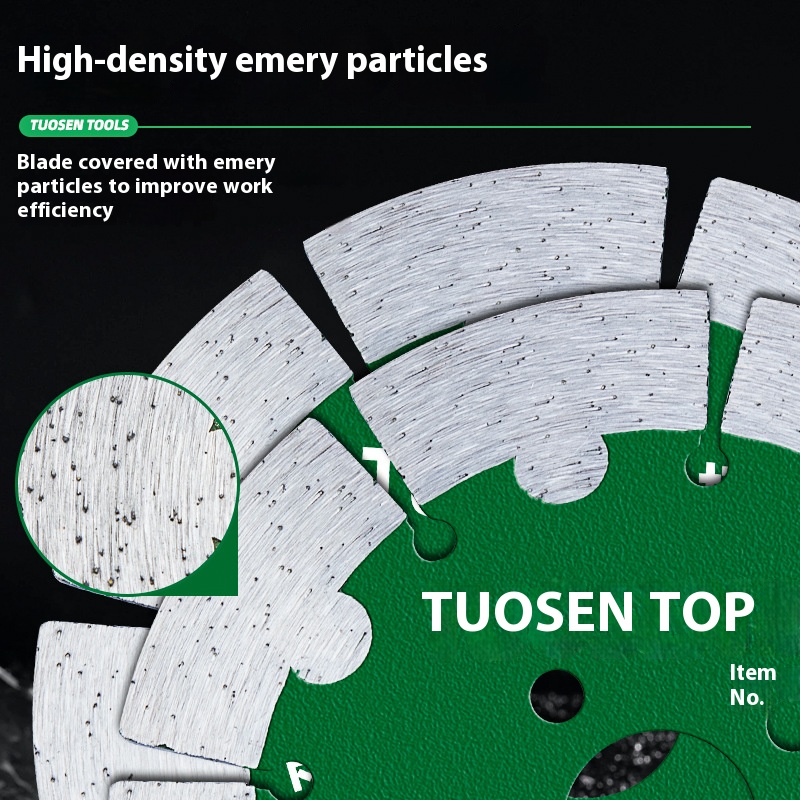 High-density emery particles
TUOSEN TOOLS
Blade covered with emery
particles to improve work
efficiency
TUOSEN TOP
Item
No.